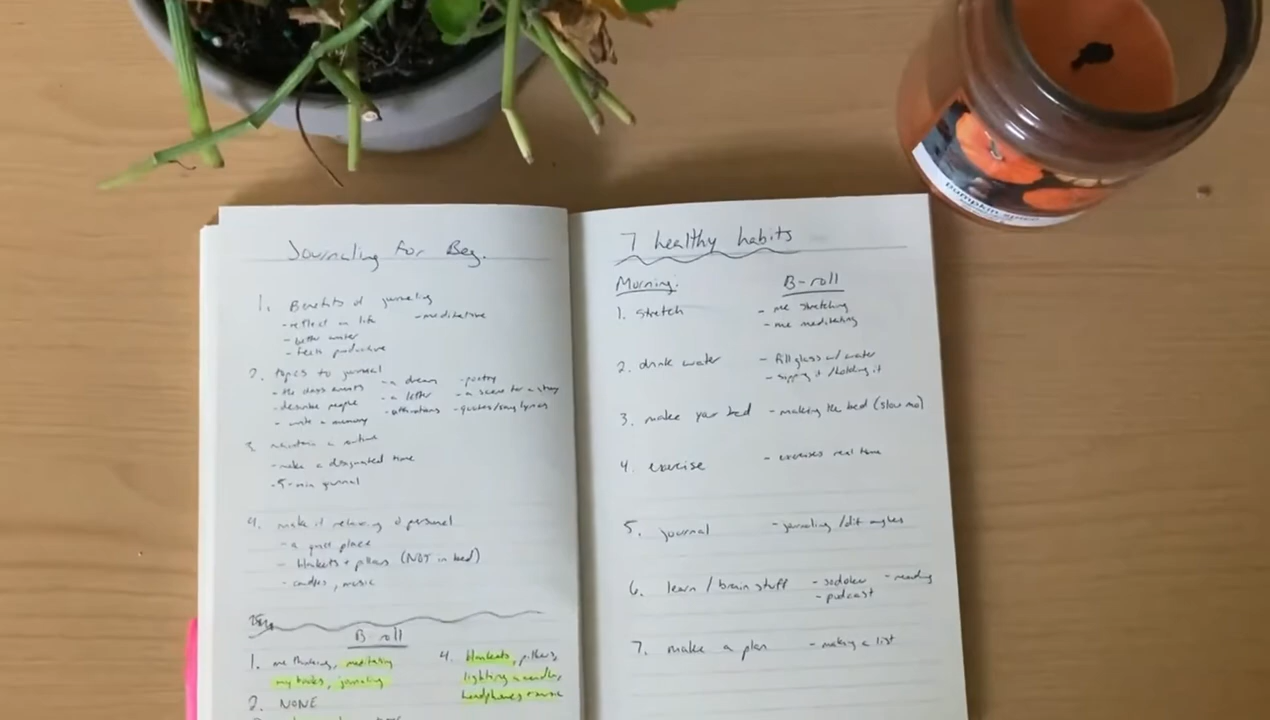 Journaling for Beg.
1. Benefits of journaling
- reflect on life - meditative
- better writer
- feels productive
2. topics to journal
- the days events - a dream - poetry
- describe people - a letter - a scene for a story
- write a memory - affirmations - quotes/song lyrics
3. maintain a routine
- make a designated time
- 5-min journal
4. make it relaxing & personal
- a quiet place
- blankets + pillows (NOT in bed)
- candles, music
B roll
1. me thinking, meditating
my books, journaling
2. NONE
4. blankets, pillows,
lighting a candle,
headphones + music
7 healthy habits
Morning: B-roll
1. stretch - me stretching
- me meditating
2. drink water - fill glass w/ water
- sipping it/holding it
3. make your bed - making the bed (slow mo)
4. exercise - exercises real time
5. journal - journaling/dif angles
6. learn/brain stuff - sodoku - reading
- podcast
7. make a plan - making a list
Pumpkin Spice